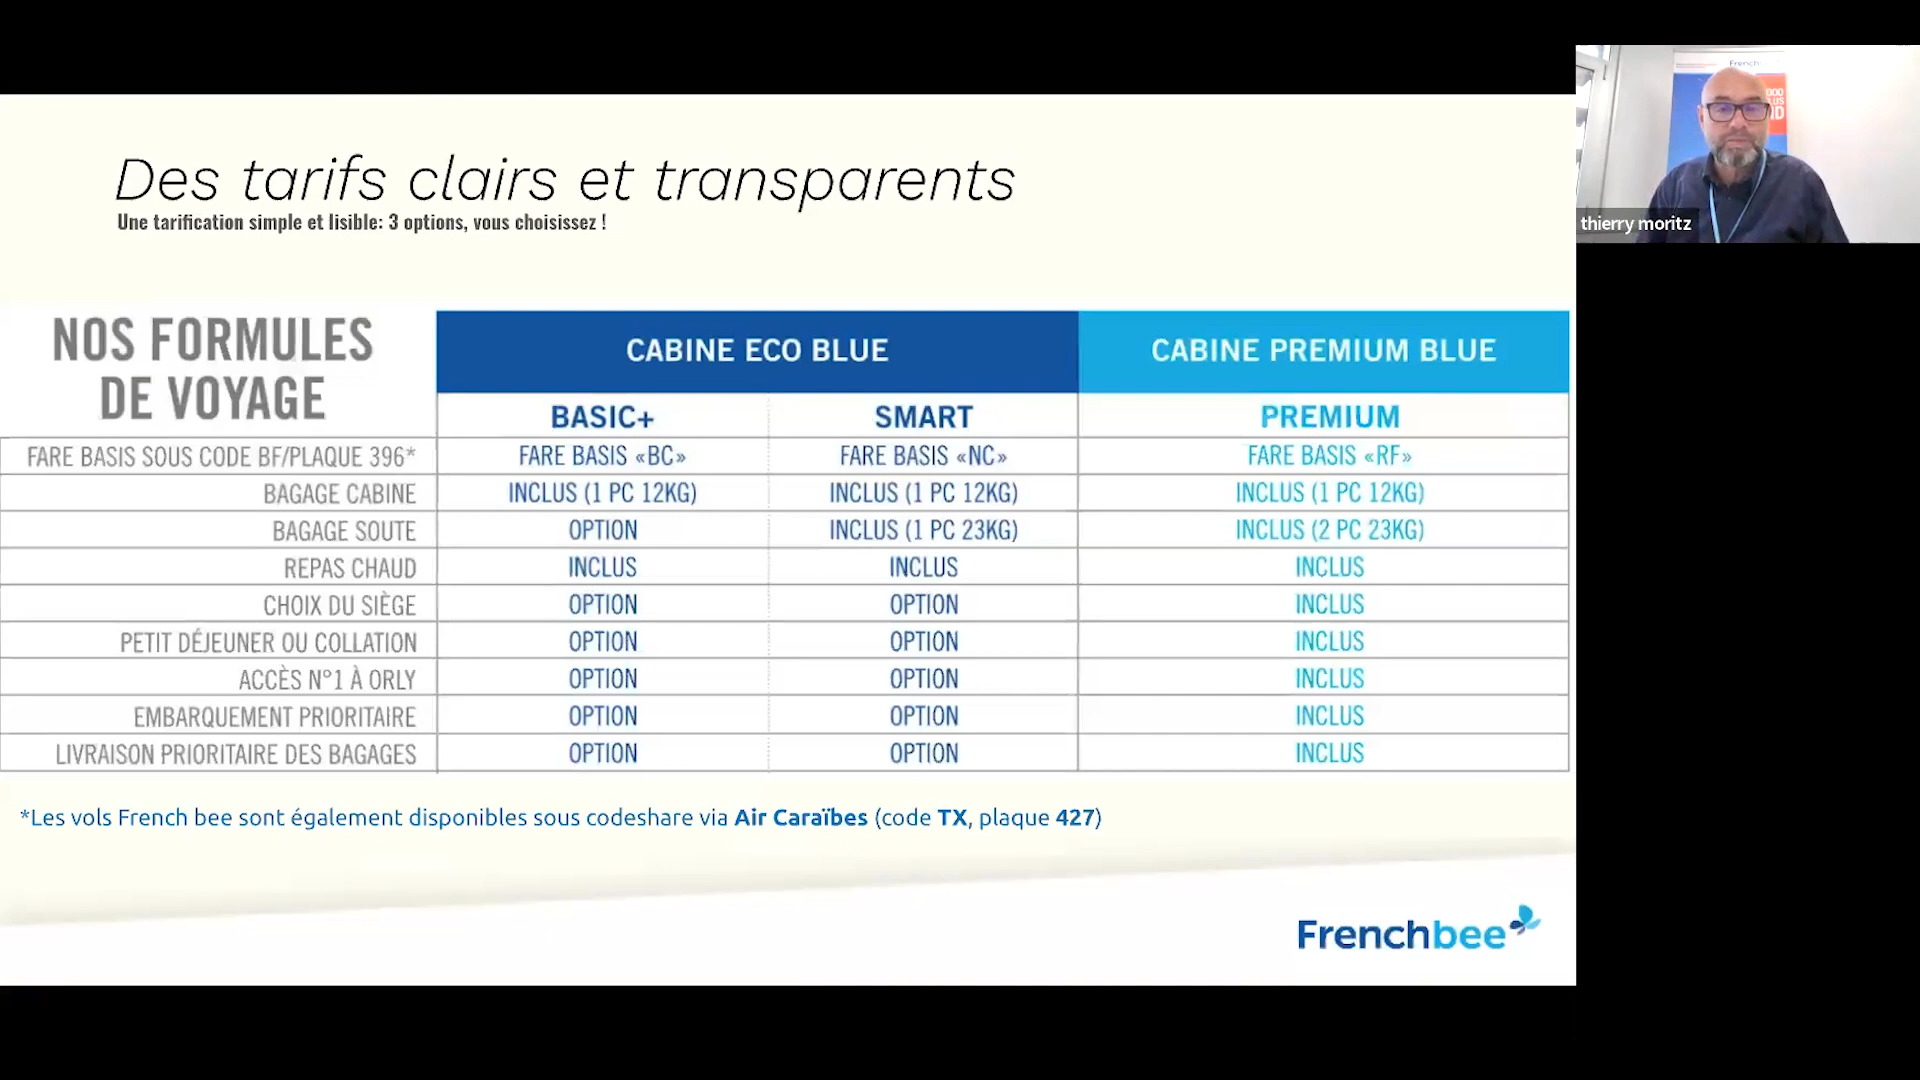 Des tarifs clairs et transparents
Une tarification simple et lisible: 3 options, vous choisissez !
NOS FORMULES
DE VOYAGE
CABINE ECO BLUE
CABINE PREMIUM BLUE
BASIC+
SMART
PREMIUM
FARE BASIS SOUS CODE BF/PLAQUE 396*
FARE BASIS «BC»
FARE BASIS «NC»
FARE BASIS «RF»
BAGAGE CABINE
INCLUS (1 PC 12KG)
INCLUS (1 PC 12KG)
INCLUS (1 PC 12KG)
BAGAGE SOUTE
OPTION
INCLUS (1 PC 23KG)
INCLUS (2 PC 23KG)
REPAS CHAUD
INCLUS
INCLUS
INCLUS
CHOIX DU SIÈGE
OPTION
OPTION
INCLUS
PETIT DÉJEUNER OU COLLATION
OPTION
OPTION
INCLUS
ACCÈS N°1 À ORLY
OPTION
OPTION
INCLUS
EMBARQUEMENT PRIORITAIRE
OPTION
OPTION
INCLUS
LIVRAISON PRIORITAIRE DES BAGAGES
OPTION
OPTION
INCLUS
*Les vols French bee sont également disponibles sous codeshare via Air Caraïbes (code TX, plaque 427)
Frenchbee
thierry moritz